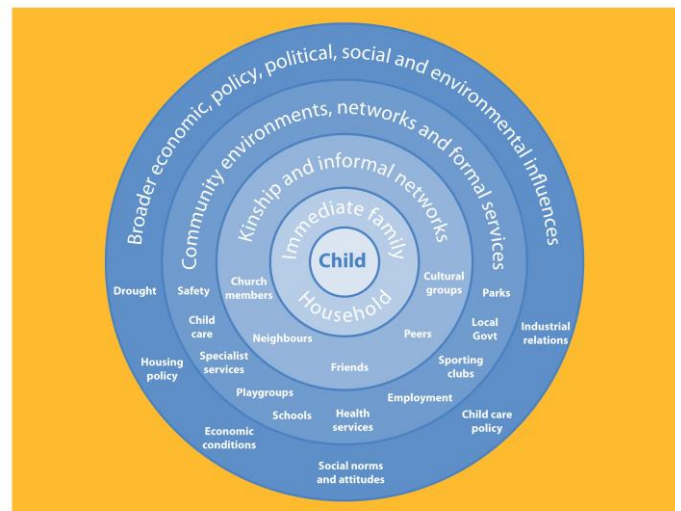 Broader economic, policy, political, social and environmental influences
Community environments, networks and formal services
Kinship and informal networks
Immediate family
Child
Household
Church
members
Cultural
groups
Neighbours
Peers
Friends
Drought
Safety
Parks
Child
care
Local
Govt
Industrial
relations
Housing
policy
Specialist
services
Sporting
clubs
Playgroups
Employment
Schools
Health
services
Child care
policy
Economic
conditions
Social norms
and attitudes